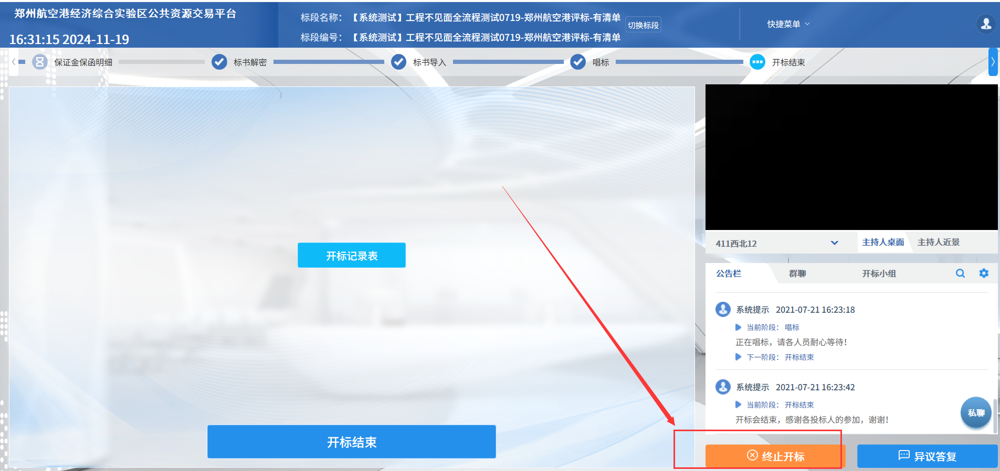 郑州航空港经济综合实验区公共资源交易平台
16:31:15 2024-11-19
标段名称： 【系统测试】工程不见面全流程测试0719-郑州航空港评标-有清单
标段编号： 【系统测试】工程不见面全流程测试0719-郑州航空港评标-有清单
切换标段
快捷菜单
保证金保函明细
标书解密
标书导入
唱标
开标结束
开标记录表
开标结束
411西北12
主持人桌面
主持人近景
公告栏
群聊
开标小组
系统提示 2021-07-21 16:23:18
当前阶段： 唱标
正在唱标，请各人员耐心等待！
下一阶段： 开标结束
系统提示 2021-07-21 16:23:42
当前阶段： 开标结束
开标会结束，感谢各投标人的参加，谢谢！
私聊
终止开标
异议答复